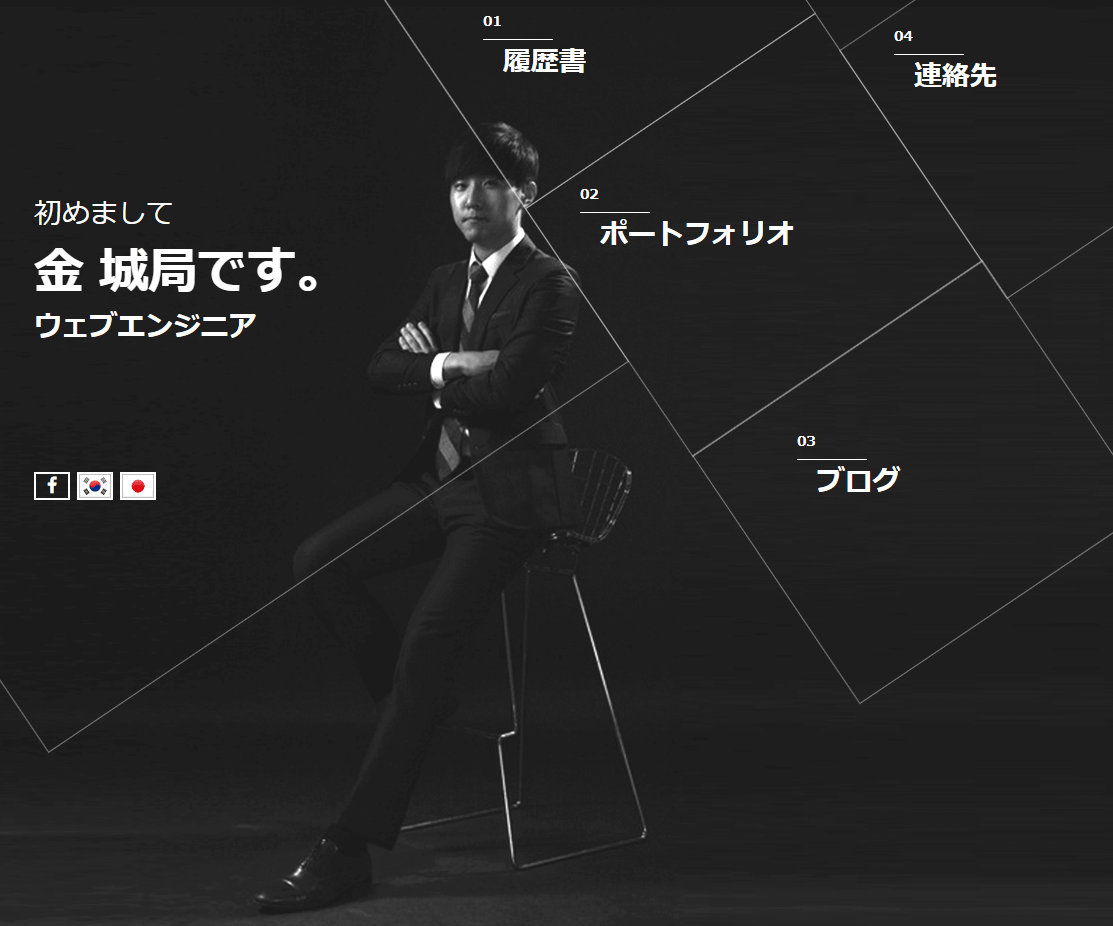 初めまして
金 城局です。
ウェブエンジニア
f
01
履歴書
02
ポートフォリオ
03
ブログ
04
連絡先